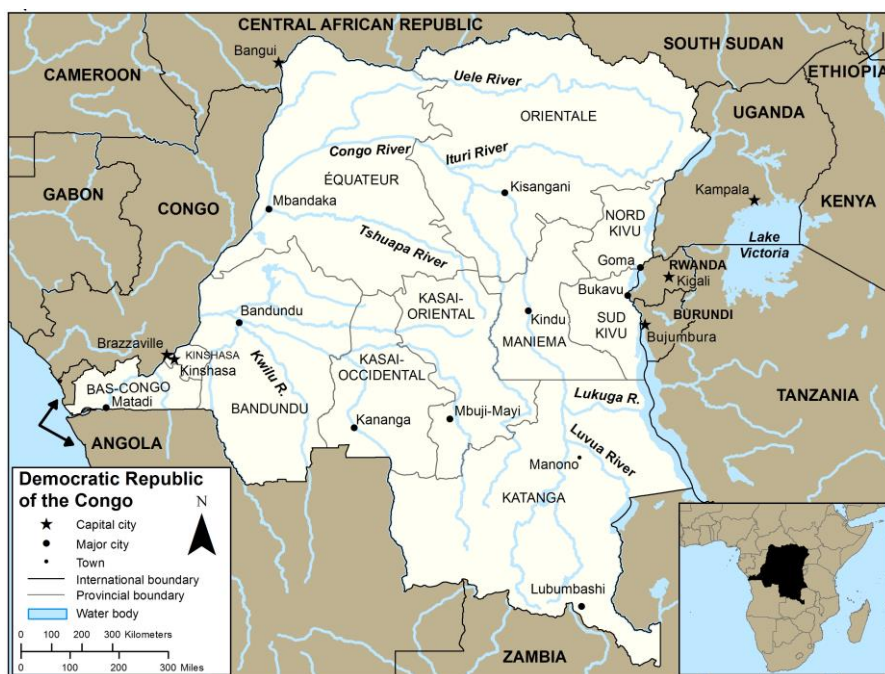 CENTRAL AFRICAN REPUBLIC
SOUTH SUDAN
Bangui
CAMEROON
ETHIOPIA
Uele River
ORIENTALE
UGANDA
Congo River
Ituri River
ÉQUATEUR
GABON
CONGO
Kisangani
Kampala
KENYA
Mbandaka
NORD
KIVU
Tshuapa River
Lake
Victoria
Goma
RWANDA
Kigali
KASAI-
ORIENTAL
Bukavu
Bandundu
Kindu
SUD
KIVU
BURUNDI
Bujumbura
MANIEMA
Brazzaville
KINSHASA
Kinshasa
KASAI-
OCCIDENTAL
Kwilu R.
BAS-CONGO
Matadi
BANDUNDU
Lukuga R.
TANZANIA
Kananga
Mbuji-Mayi
ANGOLA
Luvua River
Manono
KATANGA
Lubumbashi
ZAMBIA
Democratic Republic
of the Congo
N
Capital city
Major city
Town
International boundary
Provincial boundary
Water body
0 100 200 300 Kilometers
0 100 200 300 Miles